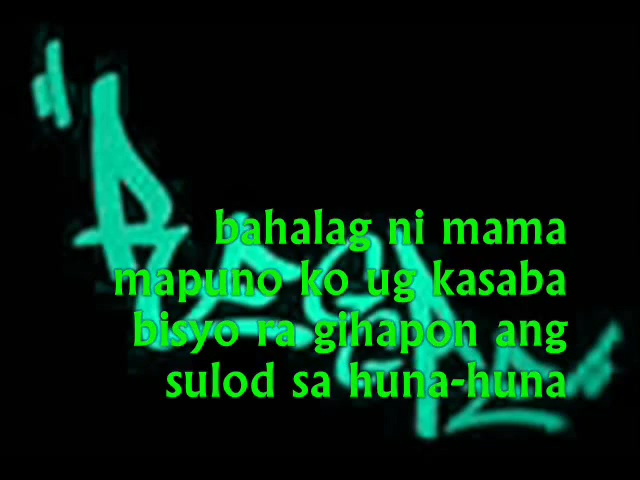 bahalag ni mama
mapuno ko ug kasaba
bisyo ra gihapon ang
sulod sa huna-huna